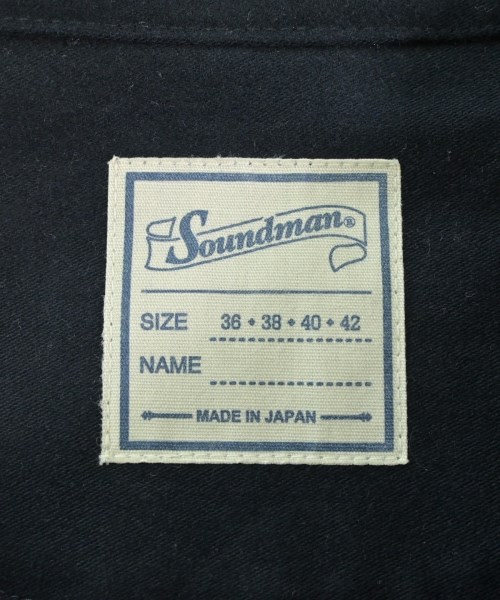 Soundman®
SIZE 36 • 38 • 40 • 42
NAME
MADE IN JAPAN